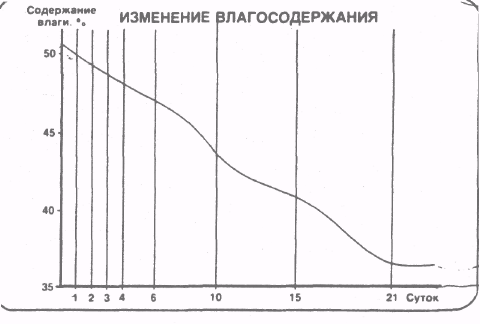 Содержание
влаги. %
ИЗМЕНЕНИЕ ВЛАГОСОДЕРЖАНИЯ
50
45
40
35
1 2 3 4 6 10 15 21 Суток